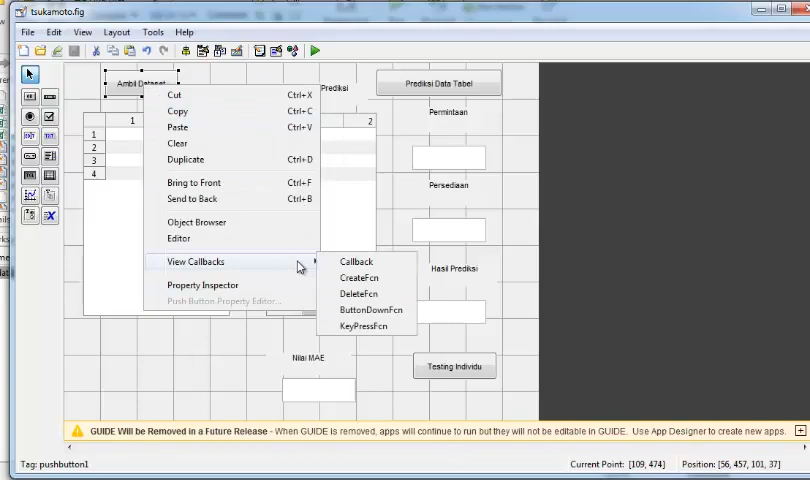 tsukamoto.fig
File Edit View Layout Tools Help
Ambil Dataset
Prediksi
Prediksi Data Tabel
Cut Ctrl+X
Copy Ctrl+C
Paste Ctrl+V
Clear
Duplicate Ctrl+D
Bring to Front Ctrl+F
Send to Back Ctrl+B
Object Browser
Editor
View Callbacks
Property Inspector
Push Button Property Editor...
Callback
CreateFcn
DeleteFcn
ButtonDownFcn
KeyPressFcn
1 2
1
2
3
4
Permintaan
Persediaan
Hasil Prediksi
Nilai MAE
Testing Individu
GUIDE Will be Removed in a Future Release - When GUIDE is removed, apps will continue to run but they will not be editable in GUIDE. Use App Designer to create new apps.
Tag: pushbutton1 Current Point: [109, 474] Position: [56, 457, 101, 37]